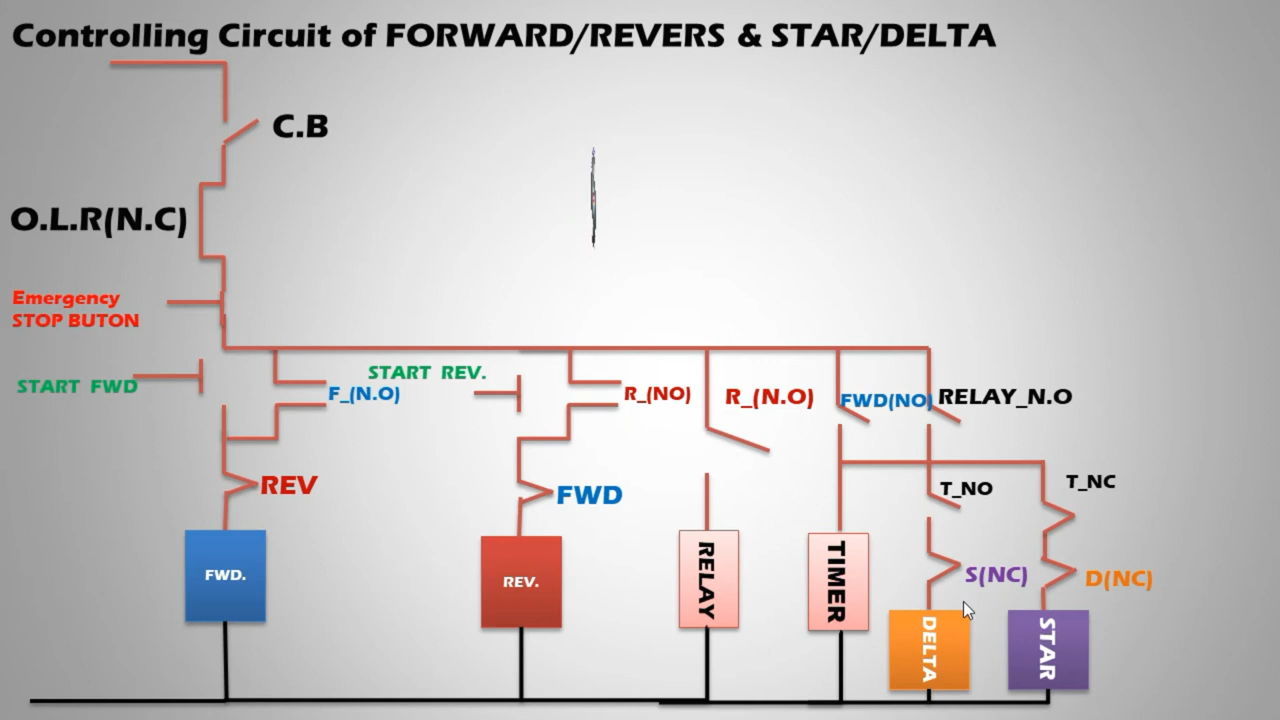 Controlling Circuit of FORWARD/REVERS & STAR/DELTA
C.B
O.L.R(N.C)
Emergency
STOP BUTON
START FWD
F_(N.O)
START REV.
R_(NO)
R_(N.O)
FWD(NO)
RELAY_N.O
REV
FWD
T_NO
T_NC
S(NC)
D(NC)
FWD.
REV.
RELAY
TIMER
DELTA
STAR